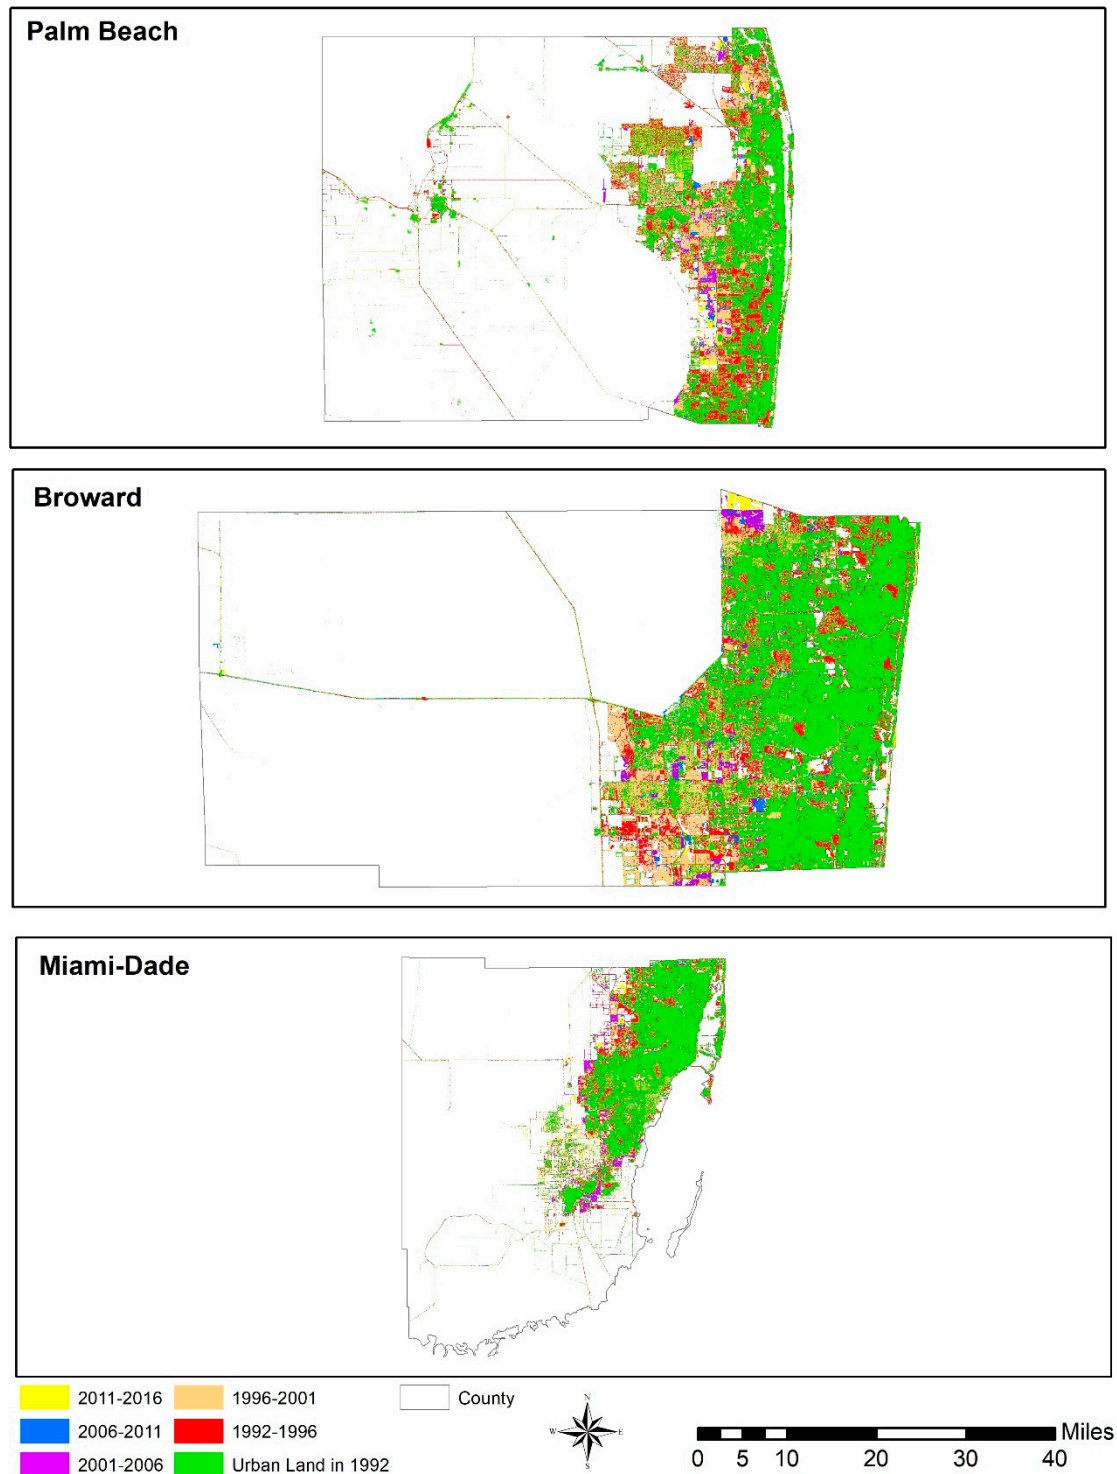 Palm Beach
Broward
Miami-Dade
2011-2016 1996-2001 County
2006-2011 1992-1996
2001-2006 Urban Land in 1992
N
W E
S
Miles
0 5 10 20 30 40